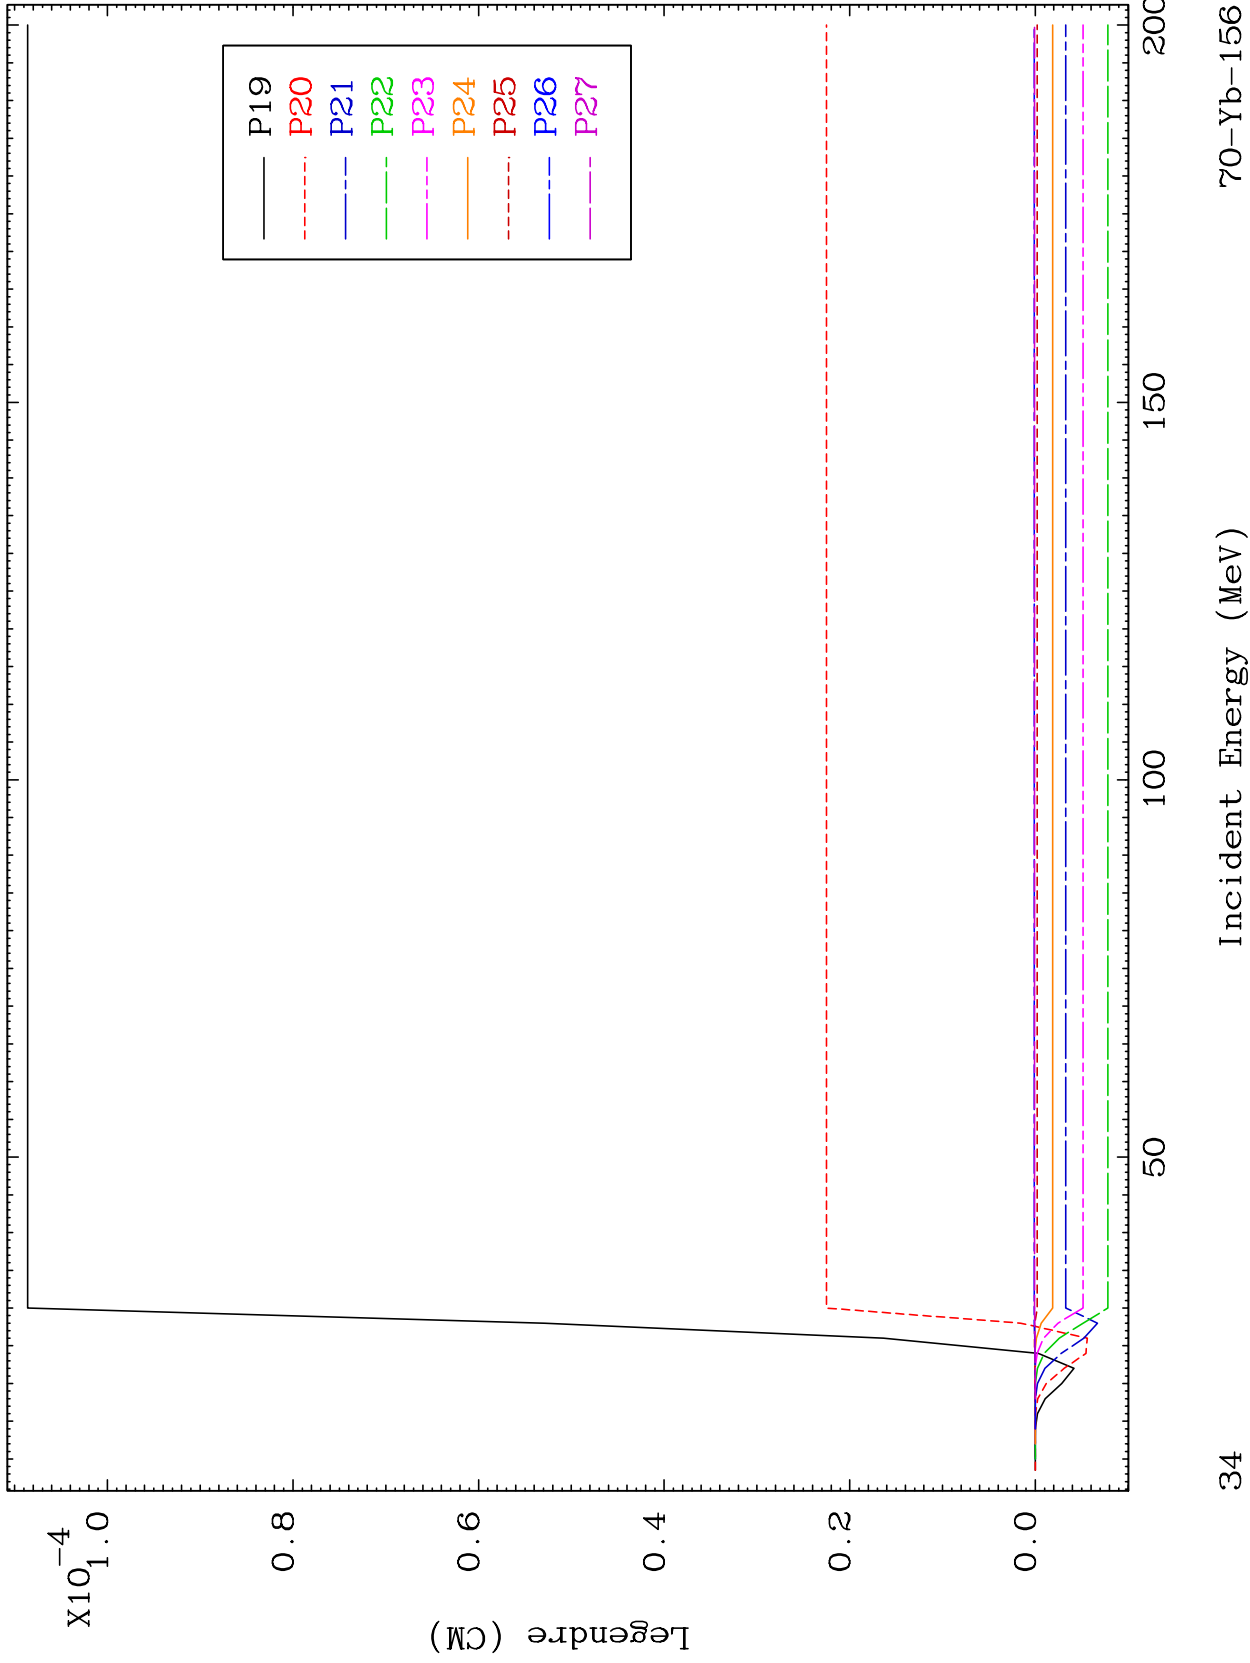 X10-4
1.0
0.8
0.6
0.4
0.2
0.0
Legendre (CM)
P19
P20
P21
P22
P23
P24
P25
P26
P27
50
100
150
200
Incident Energy (MeV)
34
70-Yb-156